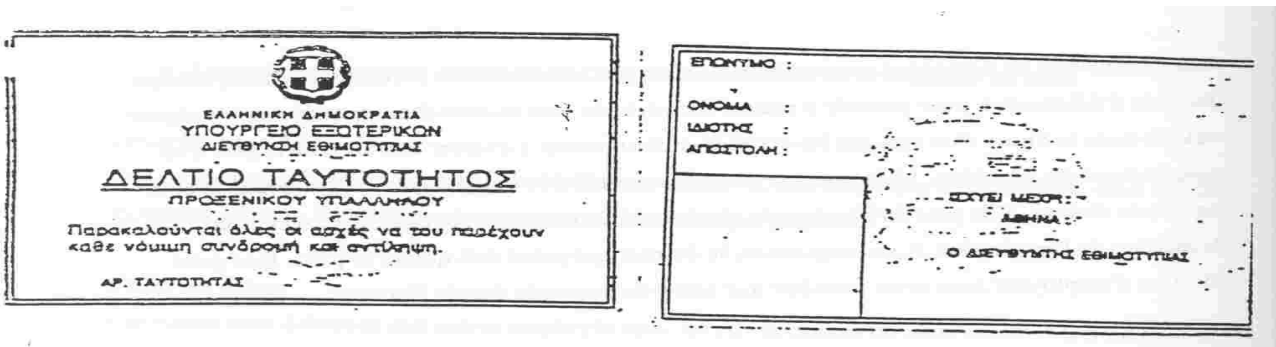 ΕΛΛΗΝΙΚΗ ΔΗΜΟΚΡΑΤΙΑ
ΥΠΟΥΡΓΕΙΟ ΕΞΩΤΕΡΙΚΩΝ
ΔΙΕΥΘΥΝΣΗ ΕΘΙΜΟΤΥΠΙΑΣ
ΔΕΛΤΙΟ ΤΑΥΤΟΤΗΤΟΣ
ΠΡΟΞΕΝΙΚΟΥ ΥΠΑΛΛΗΛΟΥ
Παρακαλούνται όλες οι αρχές να του παρέχουν
κάθε νόμιμη συνδρομή και αντίληψη.
ΑΡ. ΤΑΥΤΟΤΗΤΑΣ
ΕΠΩΝΥΜΟ :
ΟΝΟΜΑ :
ΙΔΙΟΤΗΣ :
ΑΠΟΣΤΟΛΗ :
ΙΣΧΥΕΙ ΜΕΧΡΙ :
ΑΘΗΝΑ :
Ο ΔΙΕΥΘΥΝΤΗΣ ΕΘΙΜΟΤΥΠΙΑΣ